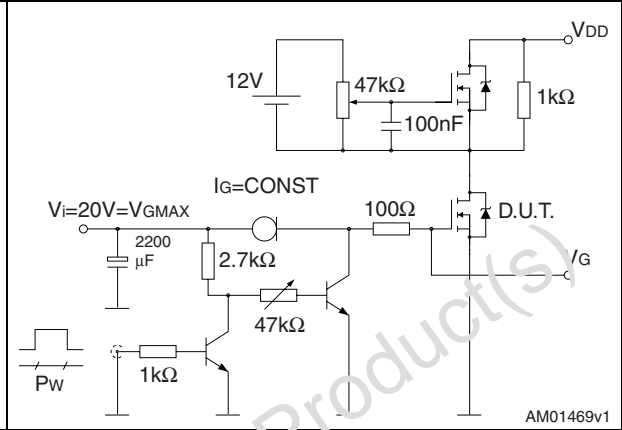 VDD
12V
47kΩ
1kΩ
100nF
IG=CONST
Vi=20V=VGMAX
100Ω
D.U.T.
2200
μF
2.7kΩ
VG
47kΩ
1kΩ
PW
Product(s)
AM01469v1